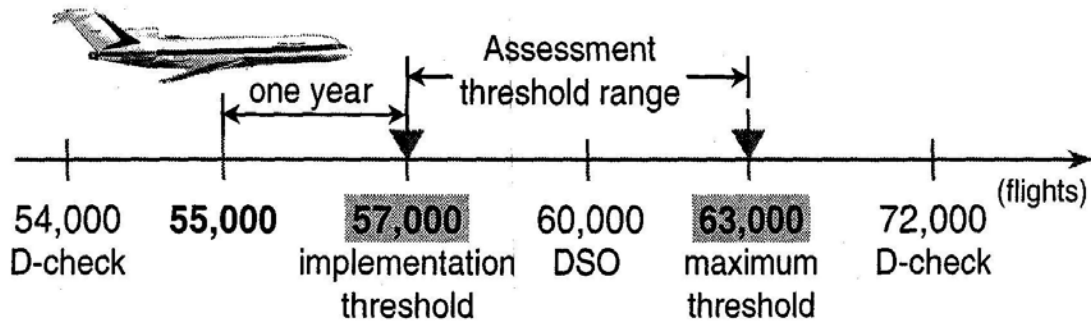 Assessment
threshold range
one year
(flights)
54,000 55,000 57,000 60,000 63,000 72,000
D-check implementation DSO maximum D-check
threshold threshold